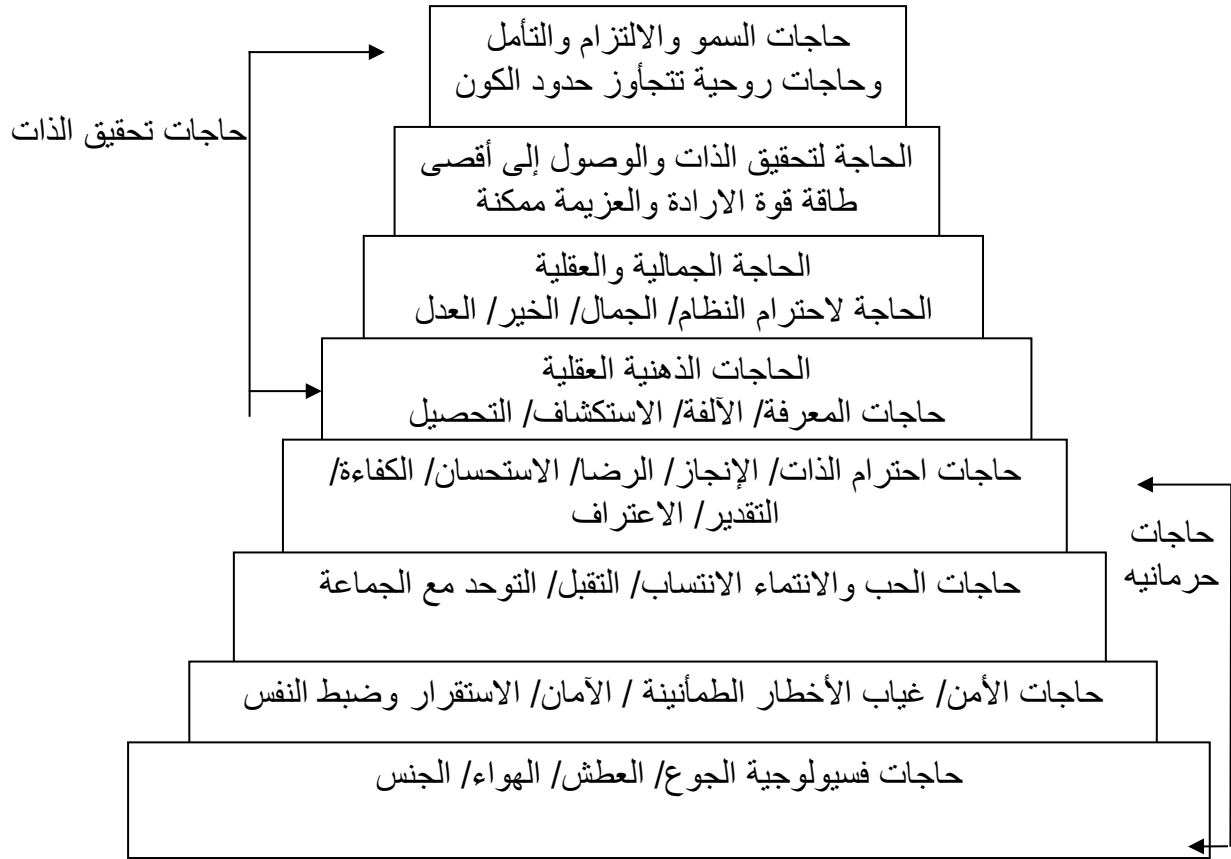 حاجات السمو والالتزام والتأمل
وحاجات روحية تتجأوز حدود الكون
حاجات تحقيق الذات
الحاجة لتحقيق الذات والوصول إلى أقصى
طاقة قوة الارادة والعزيمة ممكنة
الحاجة الجمالية والعقلية
الحاجة لاحترام النظام/ الجمال/ الخير/ العدل
الحاجات الذهنية العقلية
حاجات المعرفة/ الآلفة/ الاستكشاف/ التحصيل
حاجات احترام الذات/ الإنجاز/ الرضا/ الاستحسان/ الكفاءة/
التقدير/ الاعتراف
حاجات
حرمانيه
حاجات الحب والانتماء الانتساب/ التقبل/ التوحد مع الجماعة
حاجات الأمن/ غياب الأخطار الطمأنينة / الآمان/ الاستقرار وضبط النفس
حاجات فسيولوجية الجوع/ العطش/ الهواء/ الجنس